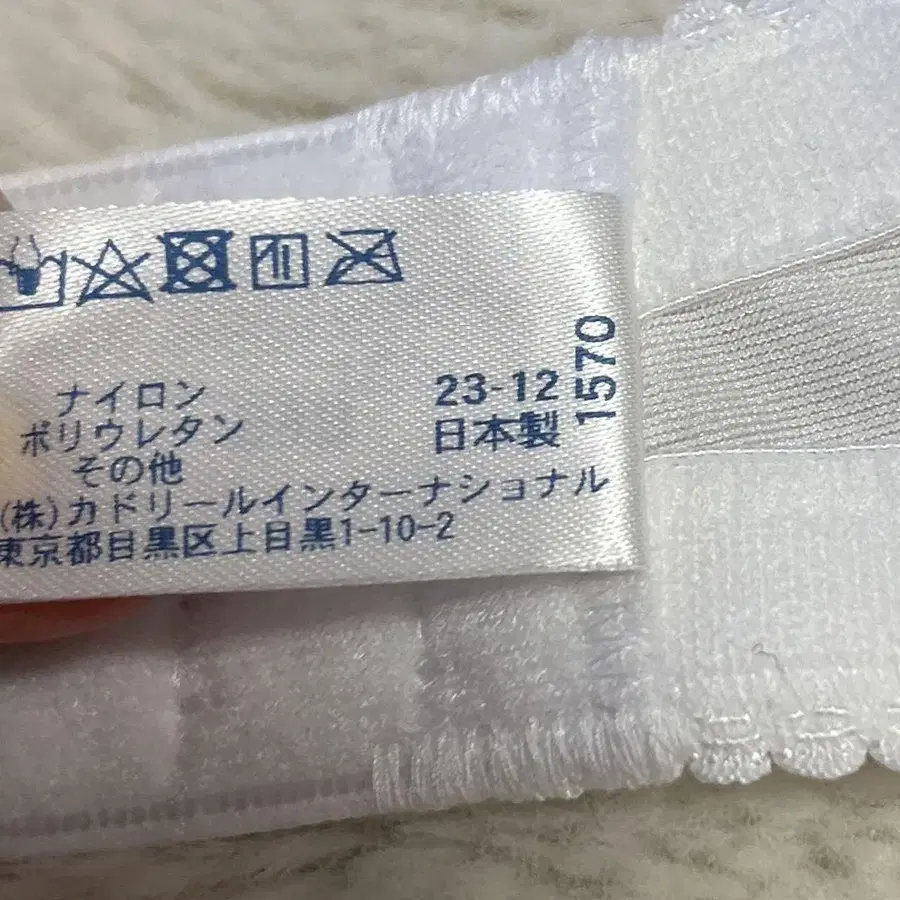 ナイロン
ポリウレタン
その他
23-12
日本製
1570
(株)カドリールインターナショナル
東京都目黒区上目黒1-10-2